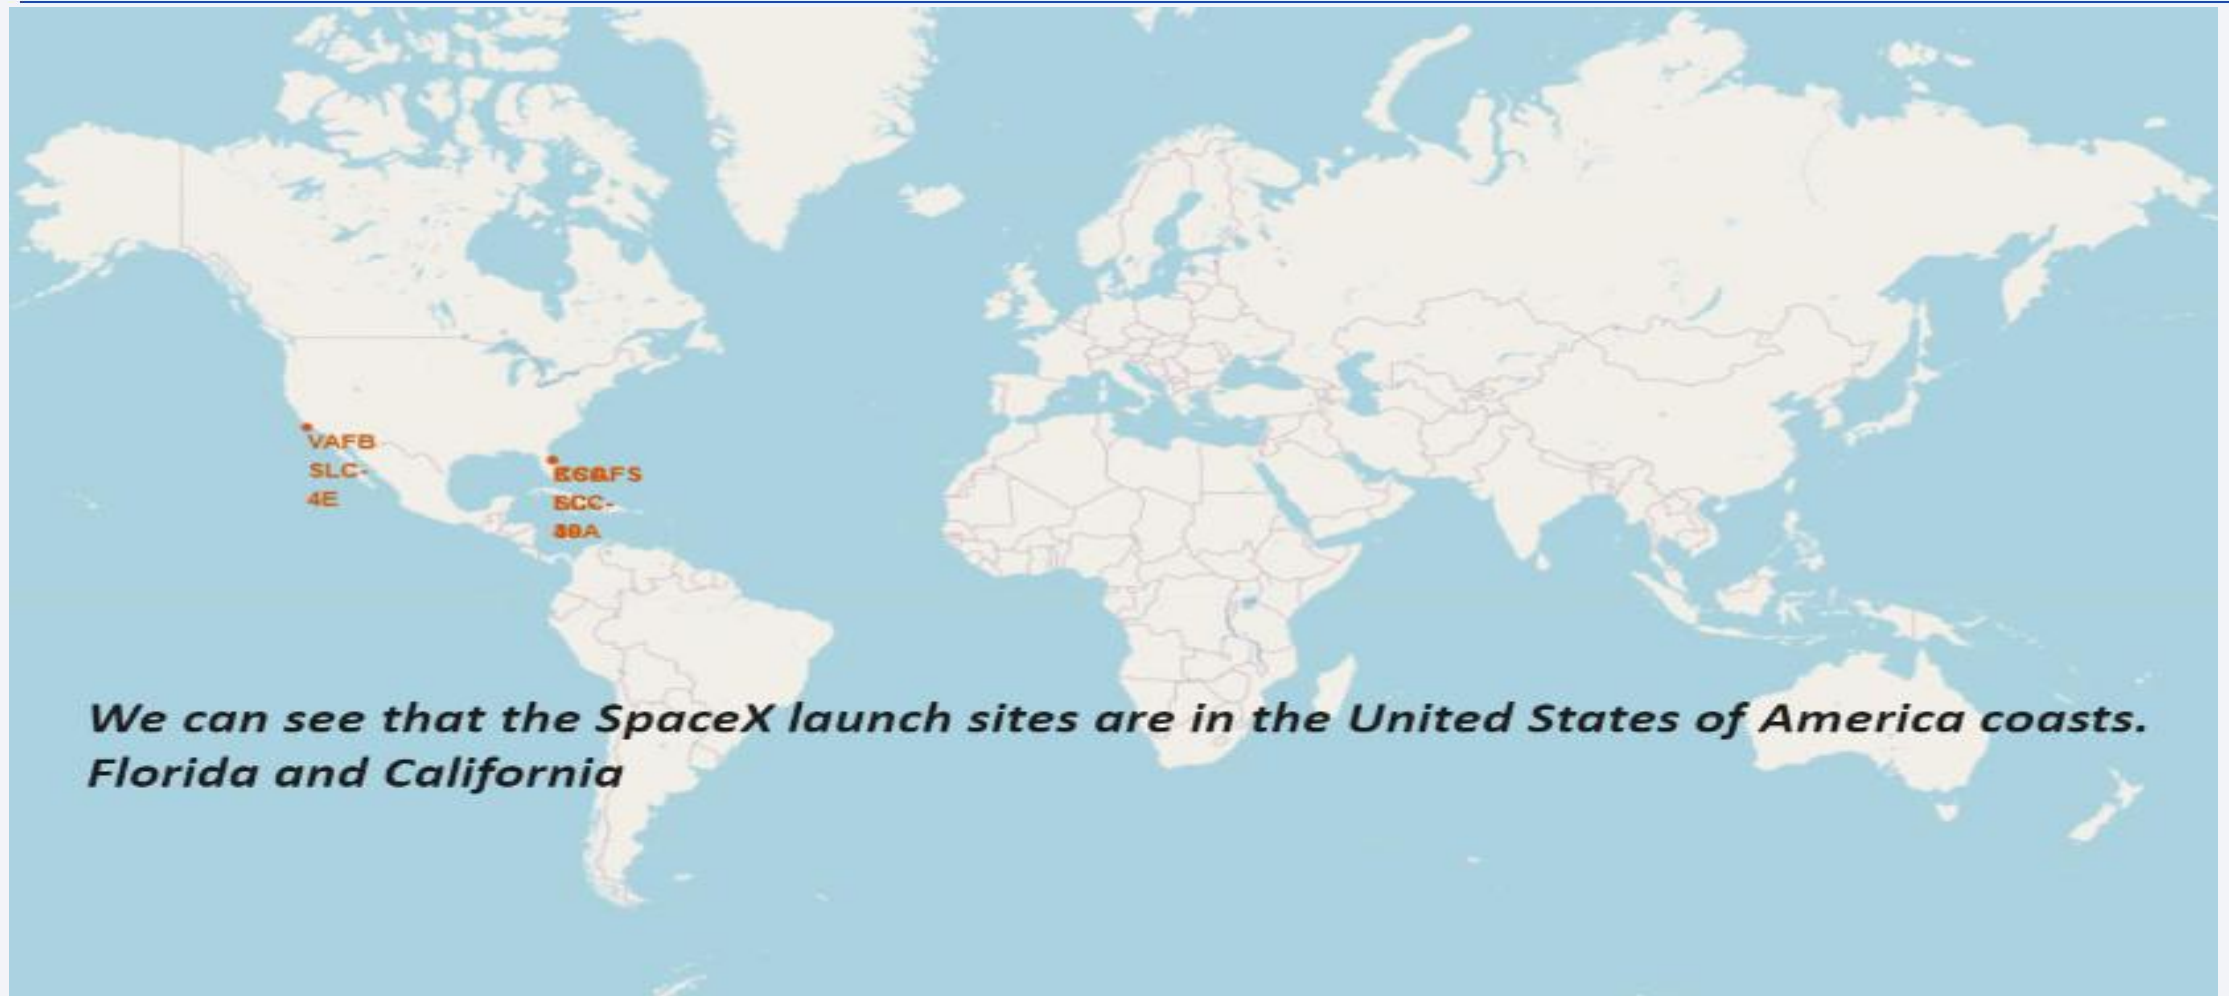 VAFB
SLC-
4E
We can see that the SpaceX launch sites are in the United States of America coasts.
Florida and California